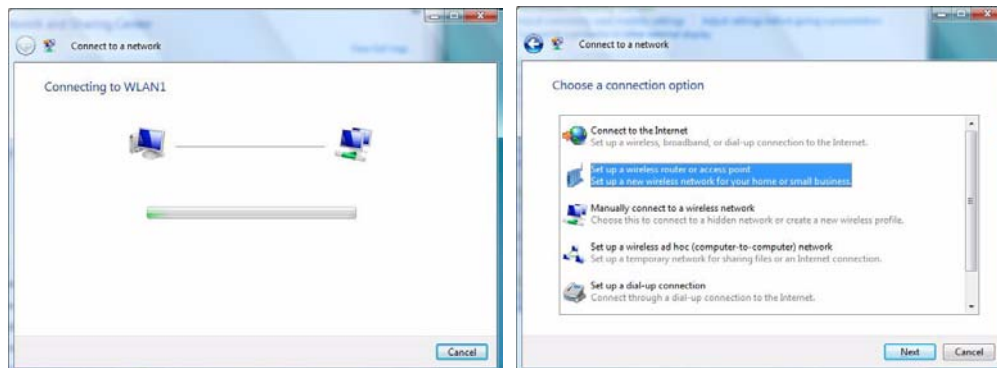 Connect to a network
Connecting to WLAN1
Cancel
Connect to a network
Choose a connection option
Connect to the Internet
Set up a wireless, broadband, or dial-up connection to the Internet.
Set up a wireless router or access point
Set up a new wireless network for your home or small business.
Manually connect to a wireless network
Choose this to connect to a hidden network or create a new wireless profile.
Set up a wireless ad hoc (computer-to-computer) network
Set up a temporary network for sharing files or an Internet connection.
Set up a dial-up connection
Connect through a dial-up connection to the Internet.
Next Cancel